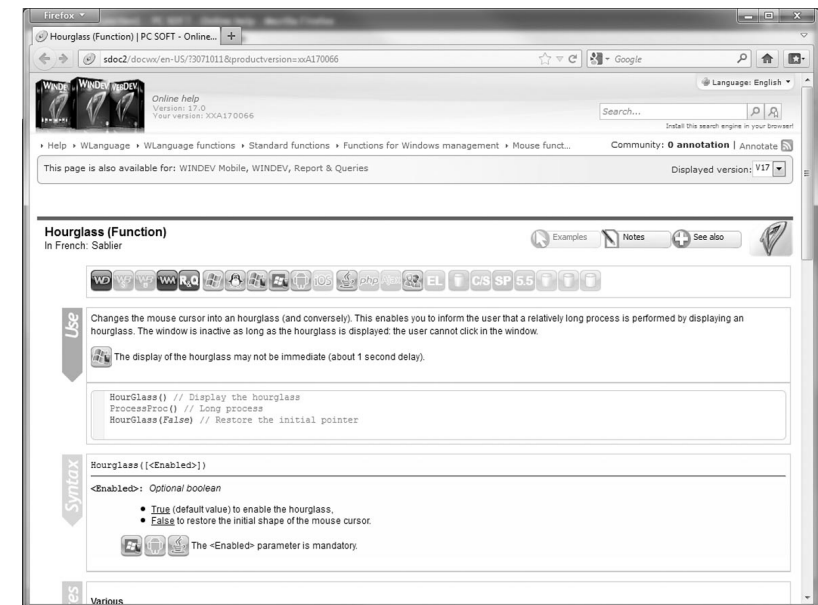 Firefox
Hourglass (Function) | PC SOFT - Online...
sdoc2/docwx/en-US/?3071011&productversion=xxA170066
Google
WINDEV
Online help
Version: 17.0
Your version: XXA170066
Language: English
Search...
Install this search engine in your browser!
Help WLanguage WLanguage functions Standard functions Functions for Windows management Mouse funct...
Community: 0 annotation | Annotate
This page is also available for: WINDEV Mobile, WINDEV, Report & Queries
Displayed version: V17
Hourglass (Function)
In French: Sablier
Examples Notes See also
WD WM R&Q iOS php EL C/S SP 5.5
Use
Changes the mouse cursor into an hourglass (and conversely). This enables you to inform the user that a relatively long process is performed by displaying an
hourglass. The window is inactive as long as the hourglass is displayed: the user cannot click in the window.
The display of the hourglass may not be immediate (about 1 second delay).
HourGlass() // Display the hourglass
ProcessProc() // Long process
HourGlass(False) // Restore the initial pointer
Syntax
Hourglass([<Enabled>])
<Enabled>: Optional boolean
True (default value) to enable the hourglass,
False to restore the initial shape of the mouse cursor.
The <Enabled> parameter is mandatory.
Various